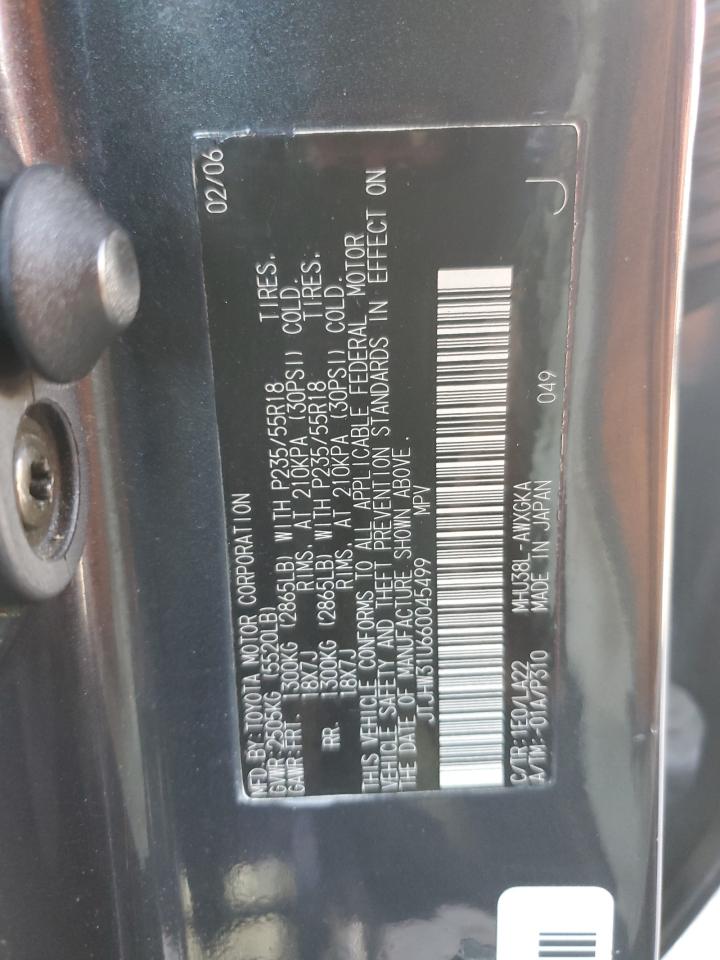 02/06
MFD.BY:TOYOTA MOTOR CORPORATION
GVWR:2505KG (5520LB)
GAWR:FRT. 1300KG (2865LB) WITH P235/55R18 TIRES.
18X7J RIMS. AT 210KPA (30PSI) COLD.
RR. 1300KG (2865LB) WITH P235/55R18 TIRES.
18X7J RIMS. AT 210KPA (30PSI) COLD.
THIS VEHICLE CONFORMS TO ALL APPLICABLE FEDERAL MOTOR
VEHICLE SAFETY AND THEFT PREVENTION STANDARDS IN EFFECT ON
THE DATE OF MANUFACTURE SHOWN ABOVE.
JTJHW31U660045499 MPV
C/TR:1E0/LA22 MHU38L-AWXGKA
A/TM:-01A/P310 MADE IN JAPAN 049
J